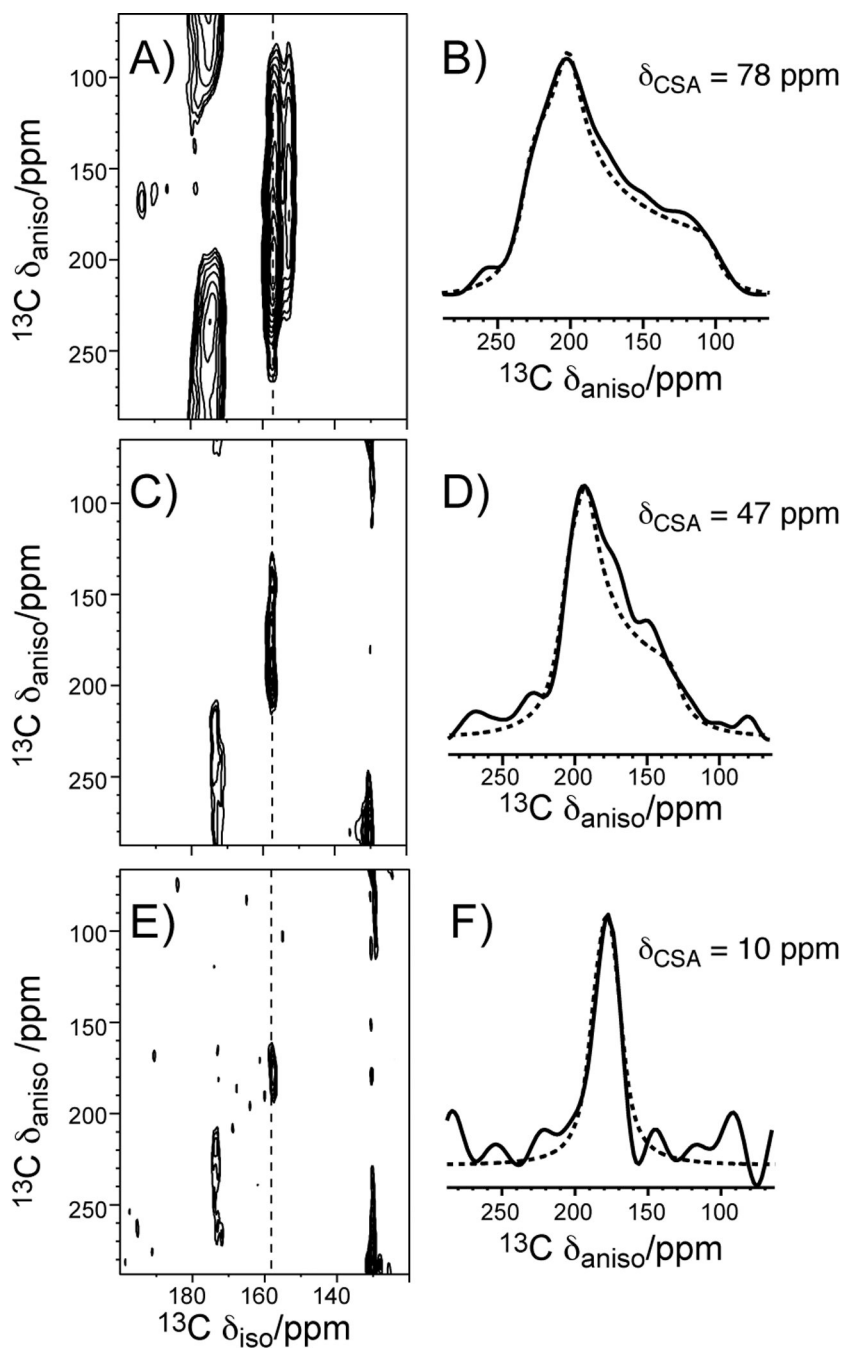 A)
100
150
200
250
¹³C δaniso/ppm
B)
δCSA = 78 ppm
250 200 150 100
¹³C δaniso/ppm
C)
100
150
200
250
¹³C δaniso/ppm
D)
δCSA = 47 ppm
250 200 150 100
¹³C δaniso/ppm
E)
100
150
200
250
¹³C δaniso /ppm
180 160 140
¹³C δiso/ppm
F)
δCSA = 10 ppm
250 200 150 100
¹³C δaniso/ppm